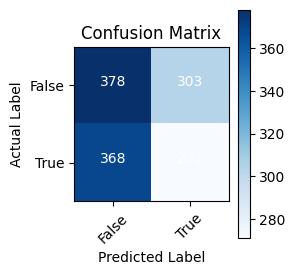 Confusion Matrix
False
378
303
True
368
False
True
Actual Label
Predicted Label
360
340
320
300
280